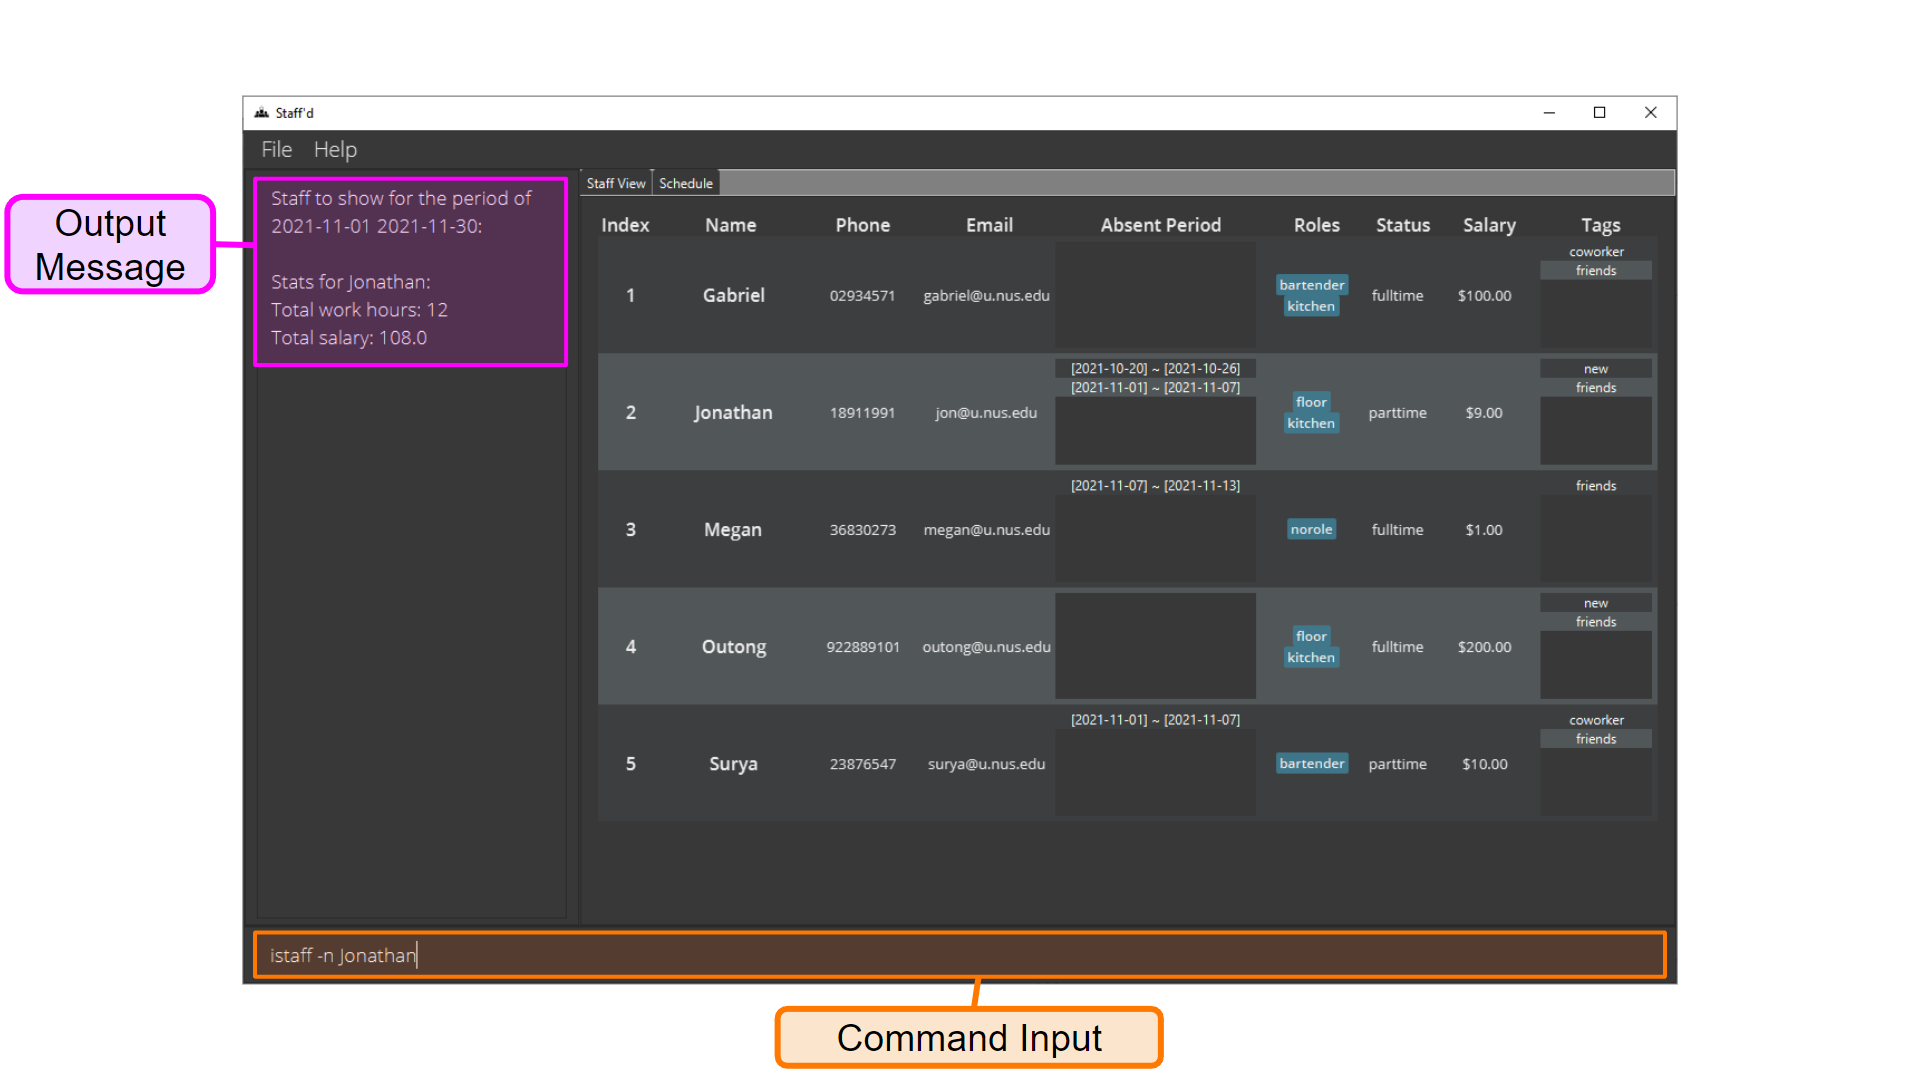 Staff'd
File Help
Output
Message
Staff to show for the period of
2021-11-01 2021-11-30:
Stats for Jonathan:
Total work hours: 12
Total salary: 108.0
Staff View Schedule
Index Name Phone Email Absent Period Roles Status Salary Tags
1 Gabriel 02934571 gabriel@u.nus.edu bartender kitchen fulltime $100.00 coworker friends
2 Jonathan 18911991 jon@u.nus.edu [2021-10-20] ~ [2021-10-26] [2021-11-01] ~ [2021-11-07] floor kitchen parttime $9.00 new friends
3 Megan 36830273 megan@u.nus.edu [2021-11-07] ~ [2021-11-13] norole fulltime $1.00 friends
4 Outong 922889101 outong@u.nus.edu floor kitchen fulltime $200.00 new friends
5 Surya 23876547 surya@u.nus.edu [2021-11-01] ~ [2021-11-07] bartender parttime $10.00 coworker friends
istaff -n Jonathan
Command Input